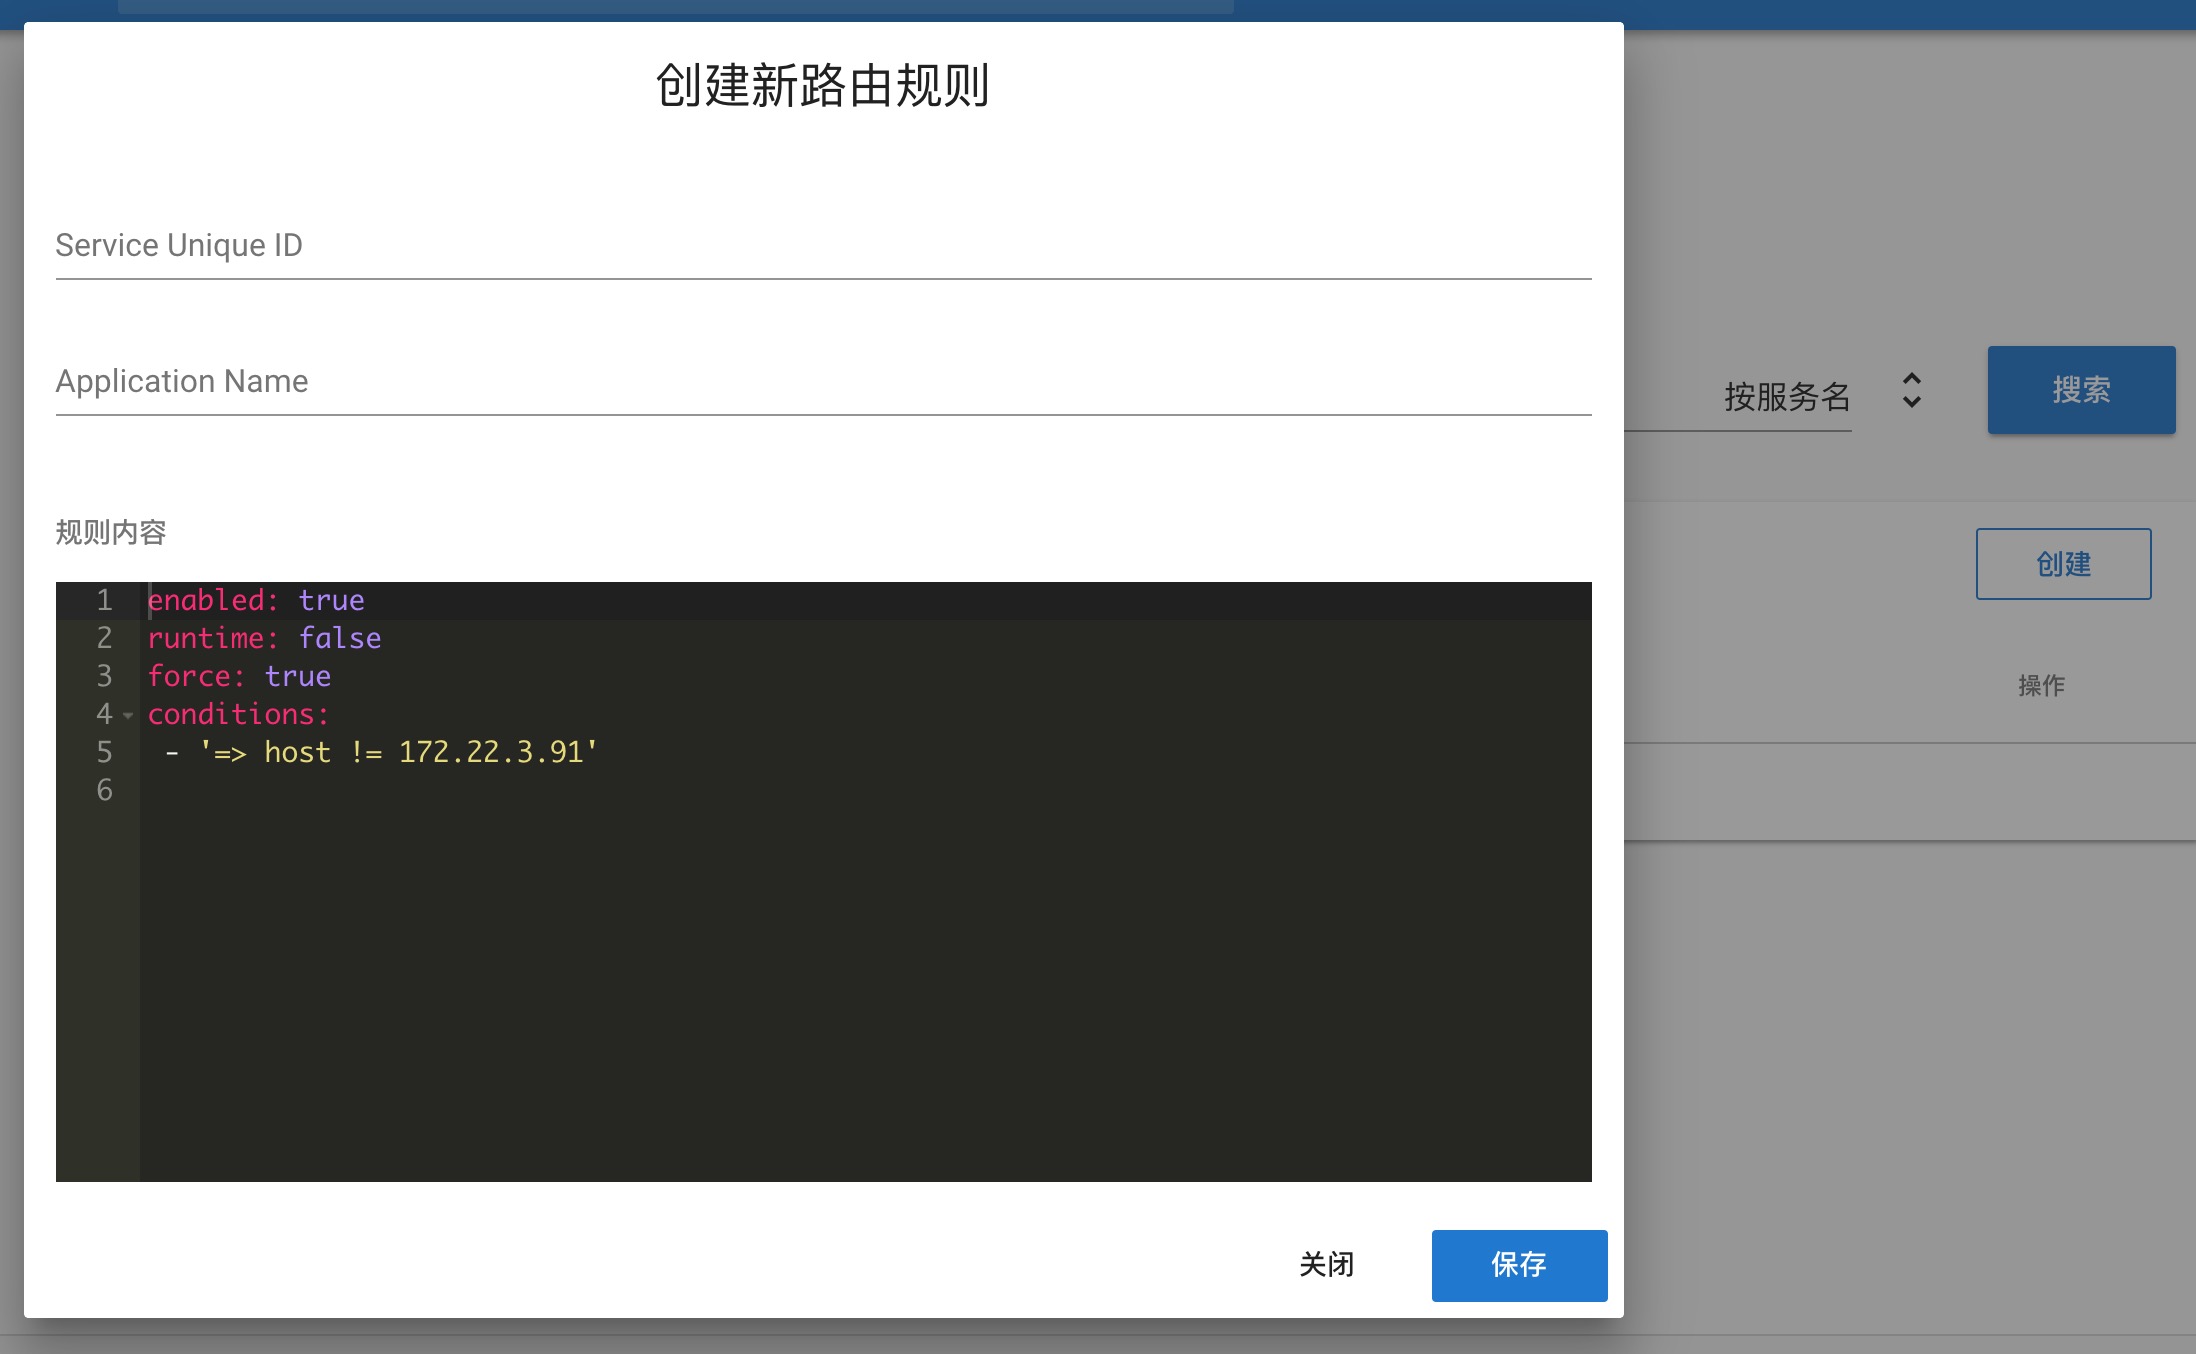 创建新路由规则
Service Unique ID
Application Name
按服务名
搜索
规则内容
创建
1 enabled: true
2 runtime: false
3 force: true
4 conditions:
5 - '=> host != 172.22.3.91'
6
操作
关闭
保存